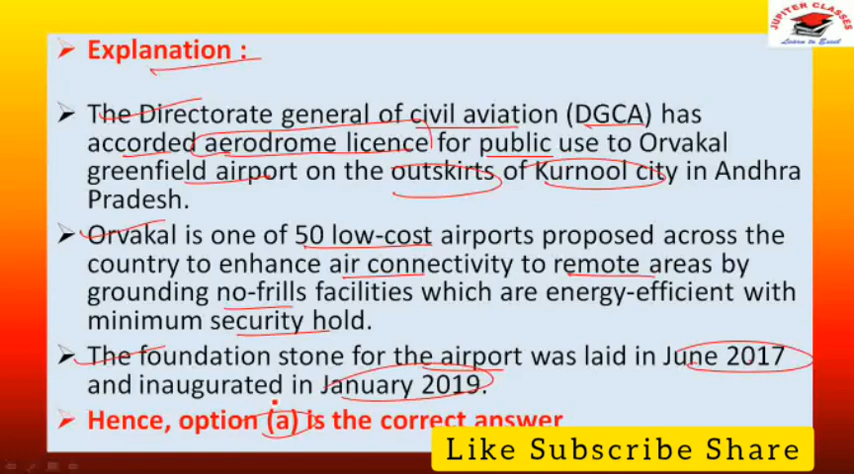 JUPITER CLASSES
Learn to Excel
Explanation :
The Directorate general of civil aviation (DGCA) has
accorded aerodrome licence for public use to Orvakal
greenfield airport on the outskirts of Kurnool city in Andhra
Pradesh.
Orvakal is one of 50 low-cost airports proposed across the
country to enhance air connectivity to remote areas by
grounding no-frills facilities which are energy-efficient with
minimum security hold.
The foundation stone for the airport was laid in June 2017
and inaugurated in January 2019.
Hence, option (a) is the correct answer
Like Subscribe Share